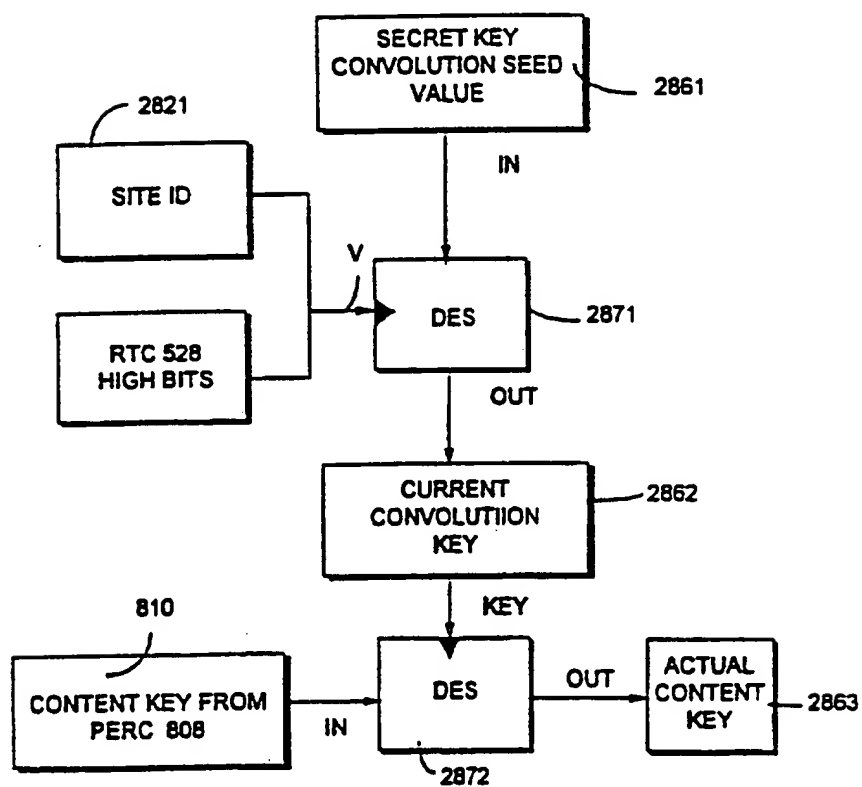 SECRET KEY
CONVOLUTION SEED
VALUE
2861
2821
SITE ID
IN
V
DES
2871
RTC 528
HIGH BITS
OUT
CURRENT
CONVOLUTIION
KEY
2862
KEY
810
CONTENT KEY FROM
PERC 808
IN
DES
2872
OUT
ACTUAL
CONTENT
KEY
2863